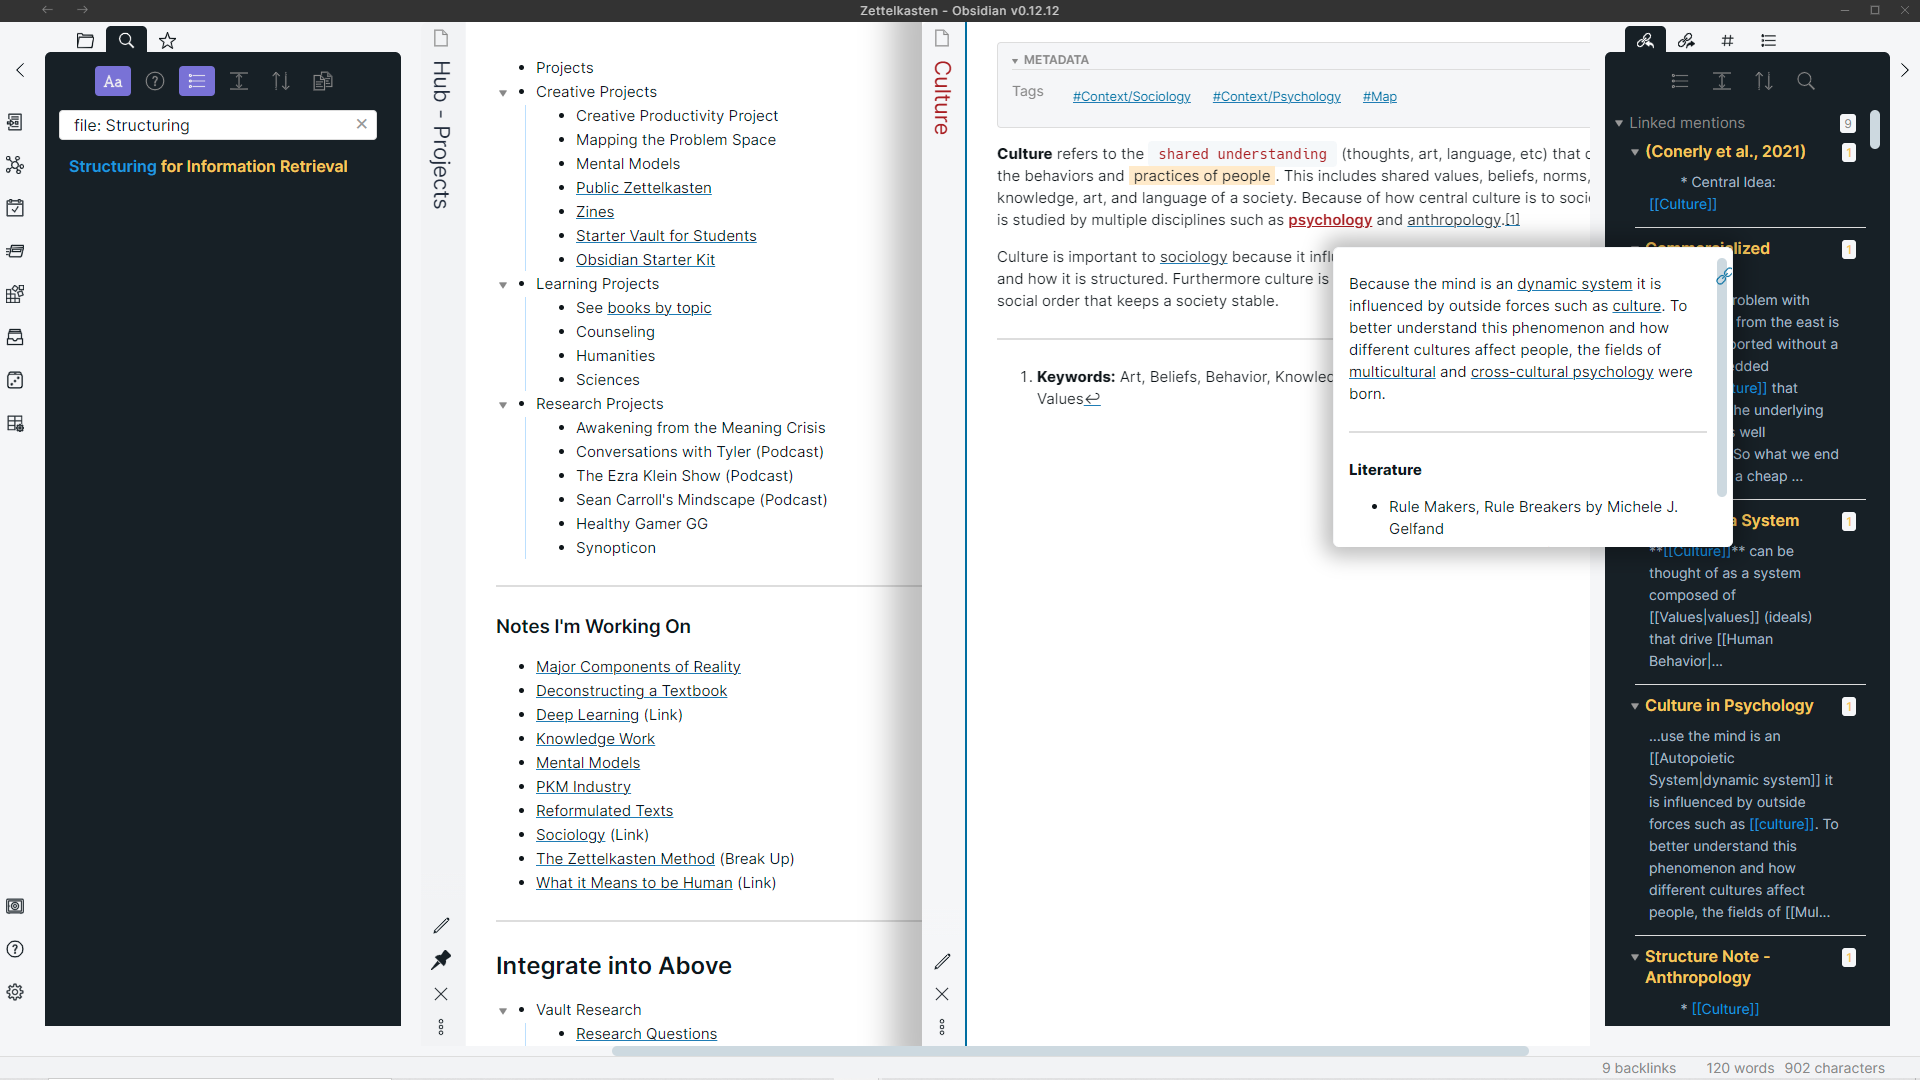 Zettelkasten - Obsidian v0.12.12
Aa
file: Structuring
Structuring for Information Retrieval
Hub - Projects
Projects
Creative Projects
Creative Productivity Project
Mapping the Problem Space
Mental Models
Public Zettelkasten
Zines
Starter Vault for Students
Obsidian Starter Kit
Learning Projects
See books by topic
Counseling
Humanities
Sciences
Research Projects
Awakening from the Meaning Crisis
Conversations with Tyler (Podcast)
The Ezra Klein Show (Podcast)
Sean Carroll's Mindscape (Podcast)
Healthy Gamer GG
Synopticon
Notes I'm Working On
Major Components of Reality
Deconstructing a Textbook
Deep Learning (Link)
Knowledge Work
Mental Models
PKM Industry
Reformulated Texts
Sociology (Link)
The Zettelkasten Method (Break Up)
What it Means to be Human (Link)
Integrate into Above
Vault Research
Research Questions
Culture
METADATA
Tags #Context/Sociology #Context/Psychology #Map
Culture refers to the shared understanding (thoughts, art, language, etc) that
the behaviors and practices of people. This includes shared values, beliefs, norms,
knowledge, art, and language of a society. Because of how central culture is to
is studied by multiple disciplines such as psychology and anthropology.[1]
Culture is important to sociology because it
and how it is structured. Furthermore culture is
social order that keeps a society stable.
1. Keywords: Art, Beliefs, Behavior,
Values↩
Because the mind is an dynamic system it is
influenced by outside forces such as culture. To
better understand this phenomenon and how
different cultures affect people, the fields of
multicultural and cross-cultural psychology were
born.
Literature
Rule Makers, Rule Breakers by Michele J.
Gelfand
Linked mentions 9
(Conerly et al., 2021) 1
* Central Idea:
[[Culture]]
1
with
from the east is
without a
that
underlying
well
So what we end
a cheap ...
a System 1
**[[Culture]]** can be
thought of as a system
composed of
[[Values|values]] (ideals)
that drive [[Human
Behavior|...
Culture in Psychology 1
...use the mind is an
[[Autopoietic
System|dynamic system]] it
is influenced by outside
forces such as [[culture]]. To
better understand this
phenomenon and how
different cultures affect
people, the fields of [[Mul...
Structure Note - 1
Anthropology
* [[Culture]]
9 backlinks 120 words 902 characters